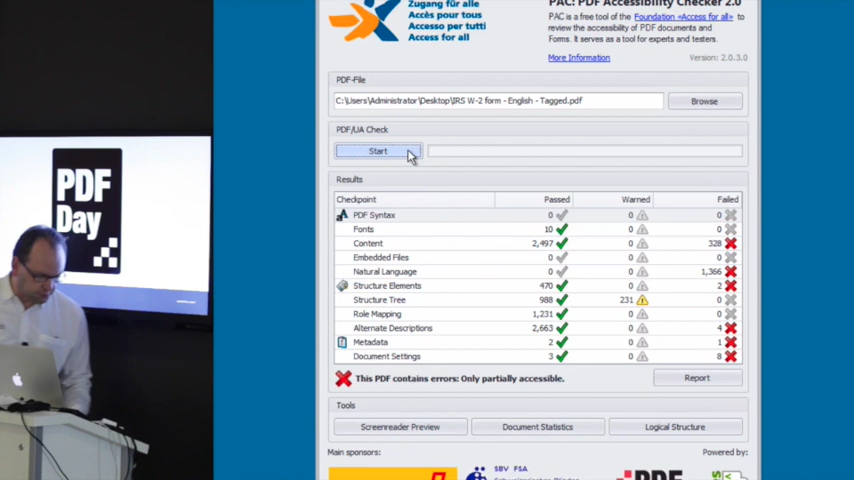 PDF
Day
Zugang für alle
Accès pour tous
Accesso per tutti
Access for all
PAC: PDF Accessibility Checker 2.0
PAC is a free tool of the Foundation «Access for all» to
review the accessibility of PDF documents and
Forms. It serves as a tool for experts and testers.
More Information
Version: 2.0.3.0
PDF-File
C:\Users\Administrator\Desktop\IRS W-2 form - English - Tagged.pdf
Browse
PDF/UA Check
Start
Results
Checkpoint Passed Warned Failed
PDF Syntax 0 0 0
Fonts 10 0 0
Content 2,497 0 328
Embedded Files 0 0 0
Natural Language 0 0 1,366
Structure Elements 470 0 2
Structure Tree 988 231 0
Role Mapping 1,231 0 0
Alternate Descriptions 2,663 0 4
Metadata 2 0 1
Document Settings 3 0 8
This PDF contains errors: Only partially accessible.
Report
Tools
Screenreader Preview
Document Statistics
Logical Structure
Main sponsors:
Powered by:
SBV FSA
PDF